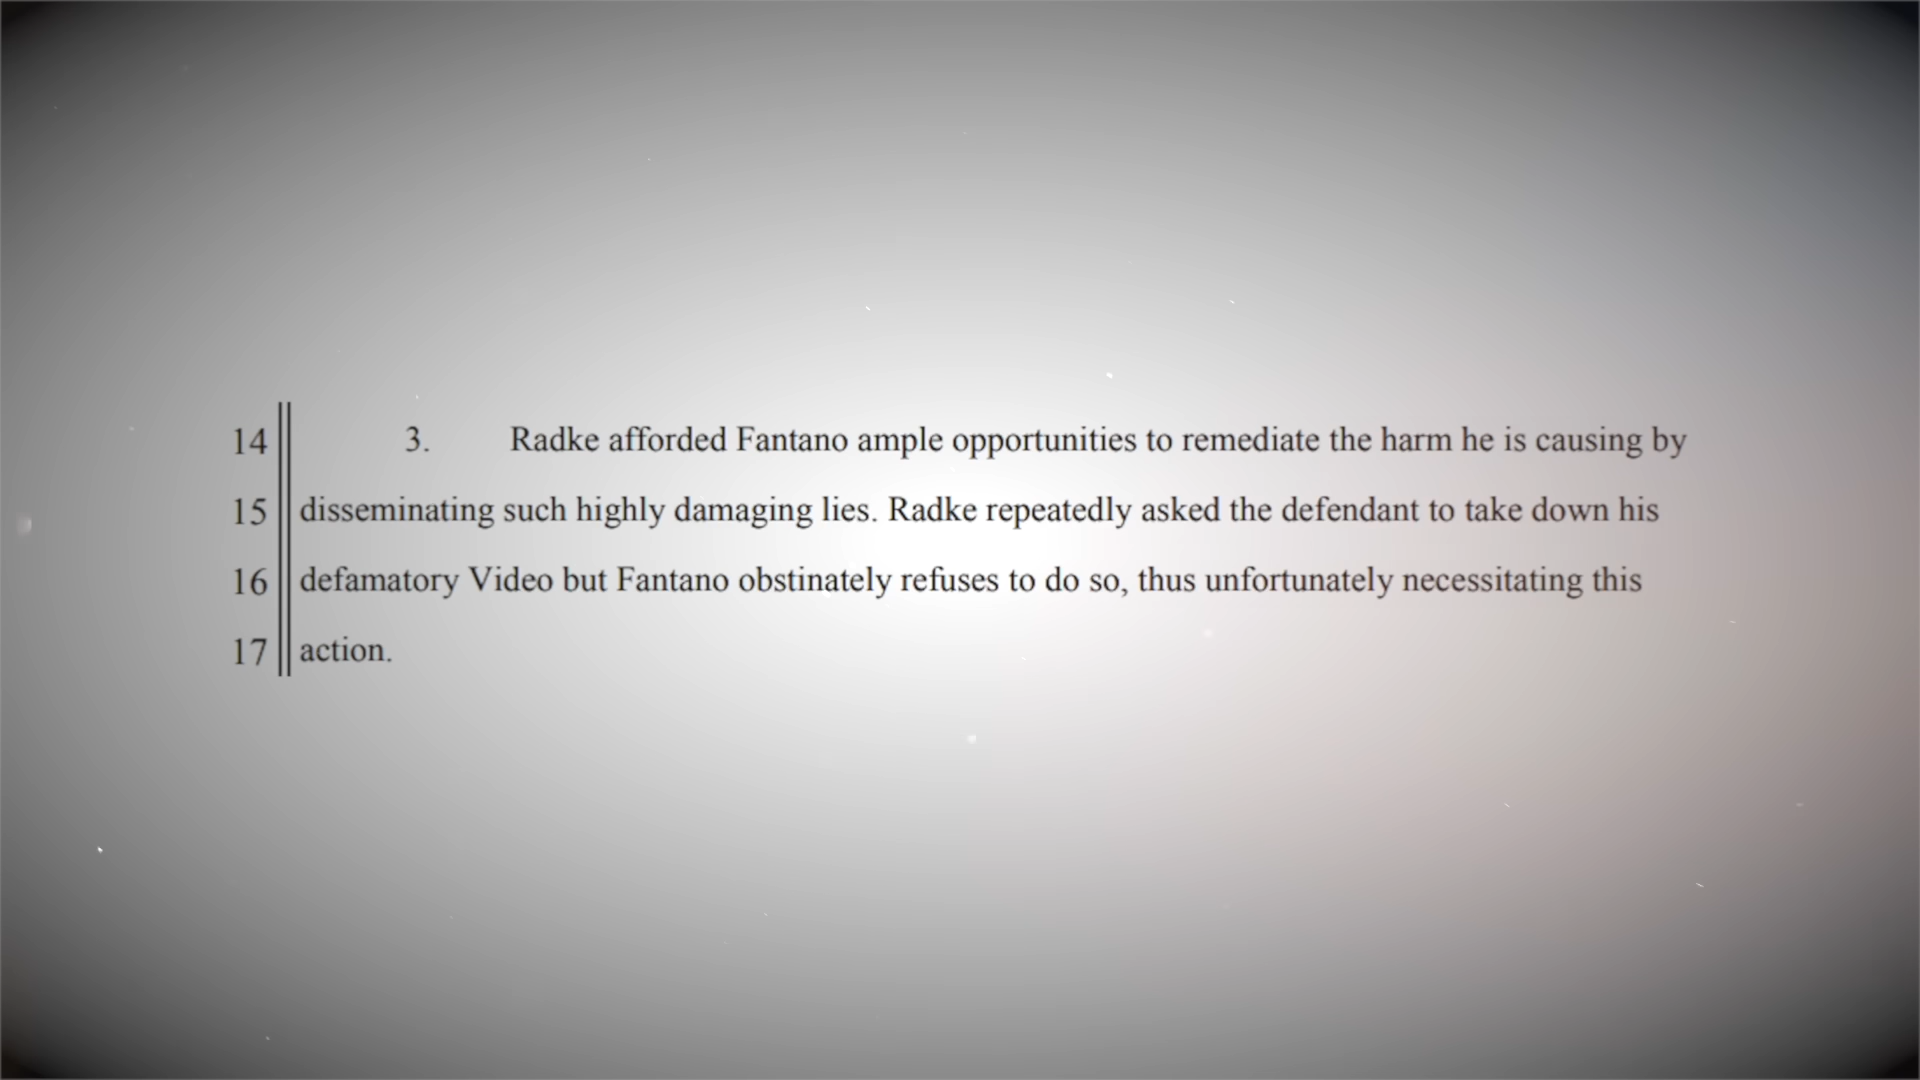 14 3. Radke afforded Fantano ample opportunities to remediate the harm he is causing by
15 disseminating such highly damaging lies. Radke repeatedly asked the defendant to take down his
16 defamatory Video but Fantano obstinately refuses to do so, thus unfortunately necessitating this
17 action.